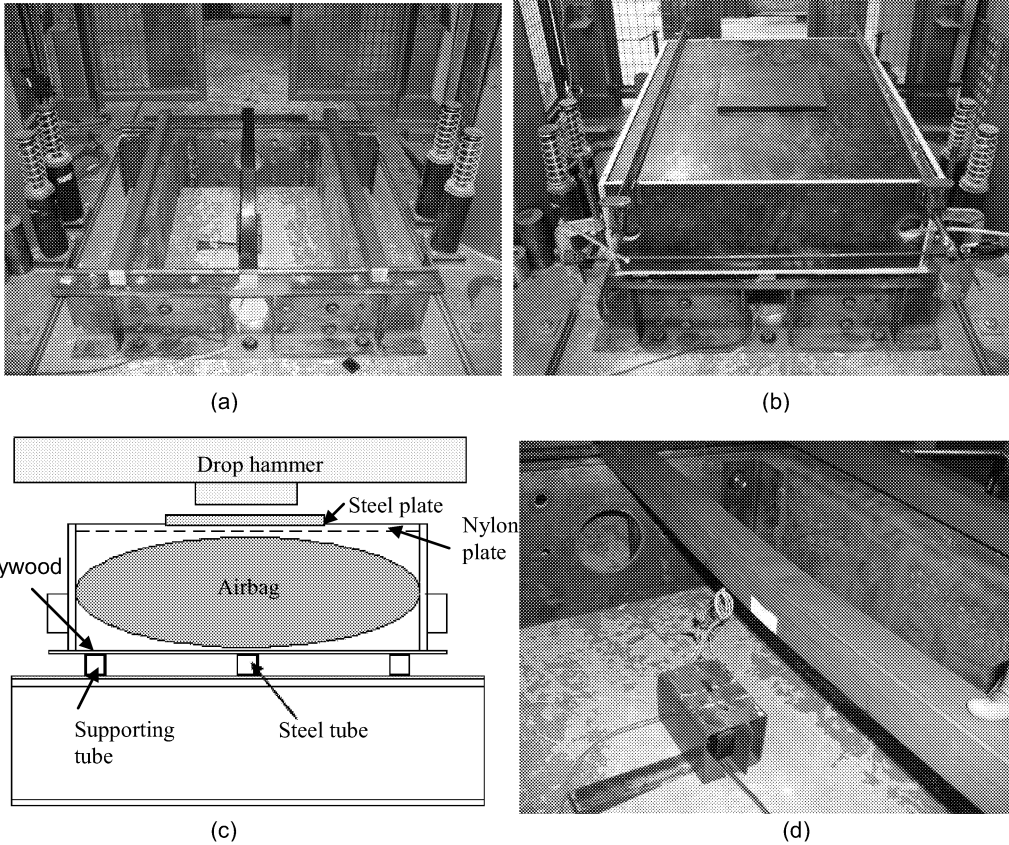 (a)
(b)
Drop hammer
Steel plate
Nylon
plate
ywood
Airbag
Supporting
tube
Steel tube
(c)
(d)